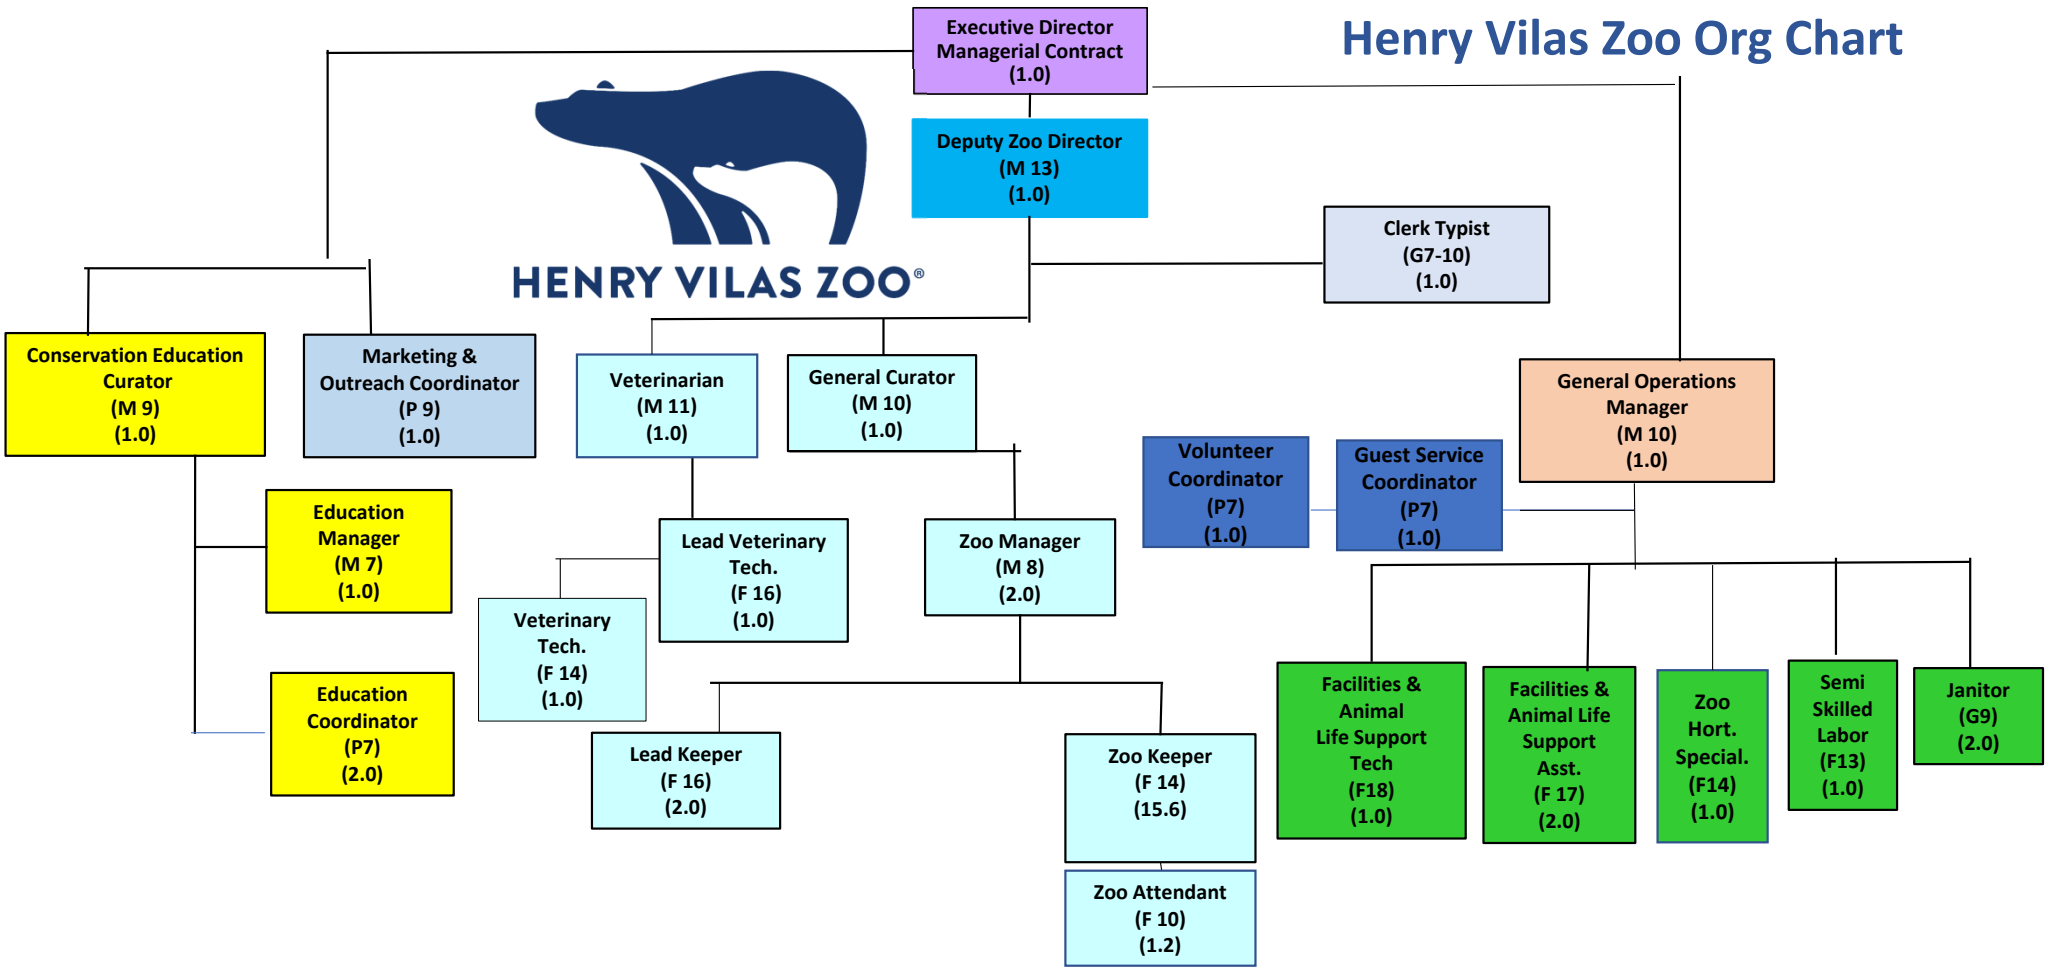 Henry Vilas Zoo Org Chart
Executive Director
Managerial Contract
(1.0)
Deputy Zoo Director
(M 13)
(1.0)
HENRY VILAS ZOO®
Clerk Typist
(G7-10)
(1.0)
Conservation Education
Curator
(M 9)
(1.0)
Marketing &
Outreach Coordinator
(P 9)
(1.0)
Veterinarian
(M 11)
(1.0)
General Curator
(M 10)
(1.0)
General Operations
Manager
(M 10)
(1.0)
Volunteer
Coordinator
(P7)
(1.0)
Guest Service
Coordinator
(P7)
(1.0)
Education
Manager
(M 7)
(1.0)
Lead Veterinary
Tech.
(F 16)
(1.0)
Zoo Manager
(M 8)
(2.0)
Veterinary
Tech.
(F 14)
(1.0)
Education
Coordinator
(P7)
(2.0)
Lead Keeper
(F 16)
(2.0)
Zoo Keeper
(F 14)
(15.6)
Zoo Attendant
(F 10)
(1.2)
Facilities &
Animal
Life Support
Tech
(F18)
(1.0)
Facilities &
Animal Life
Support
Asst.
(F 17)
(2.0)
Zoo
Hort.
Special.
(F14)
(1.0)
Semi
Skilled
Labor
(F13)
(1.0)
Janitor
(G9)
(2.0)